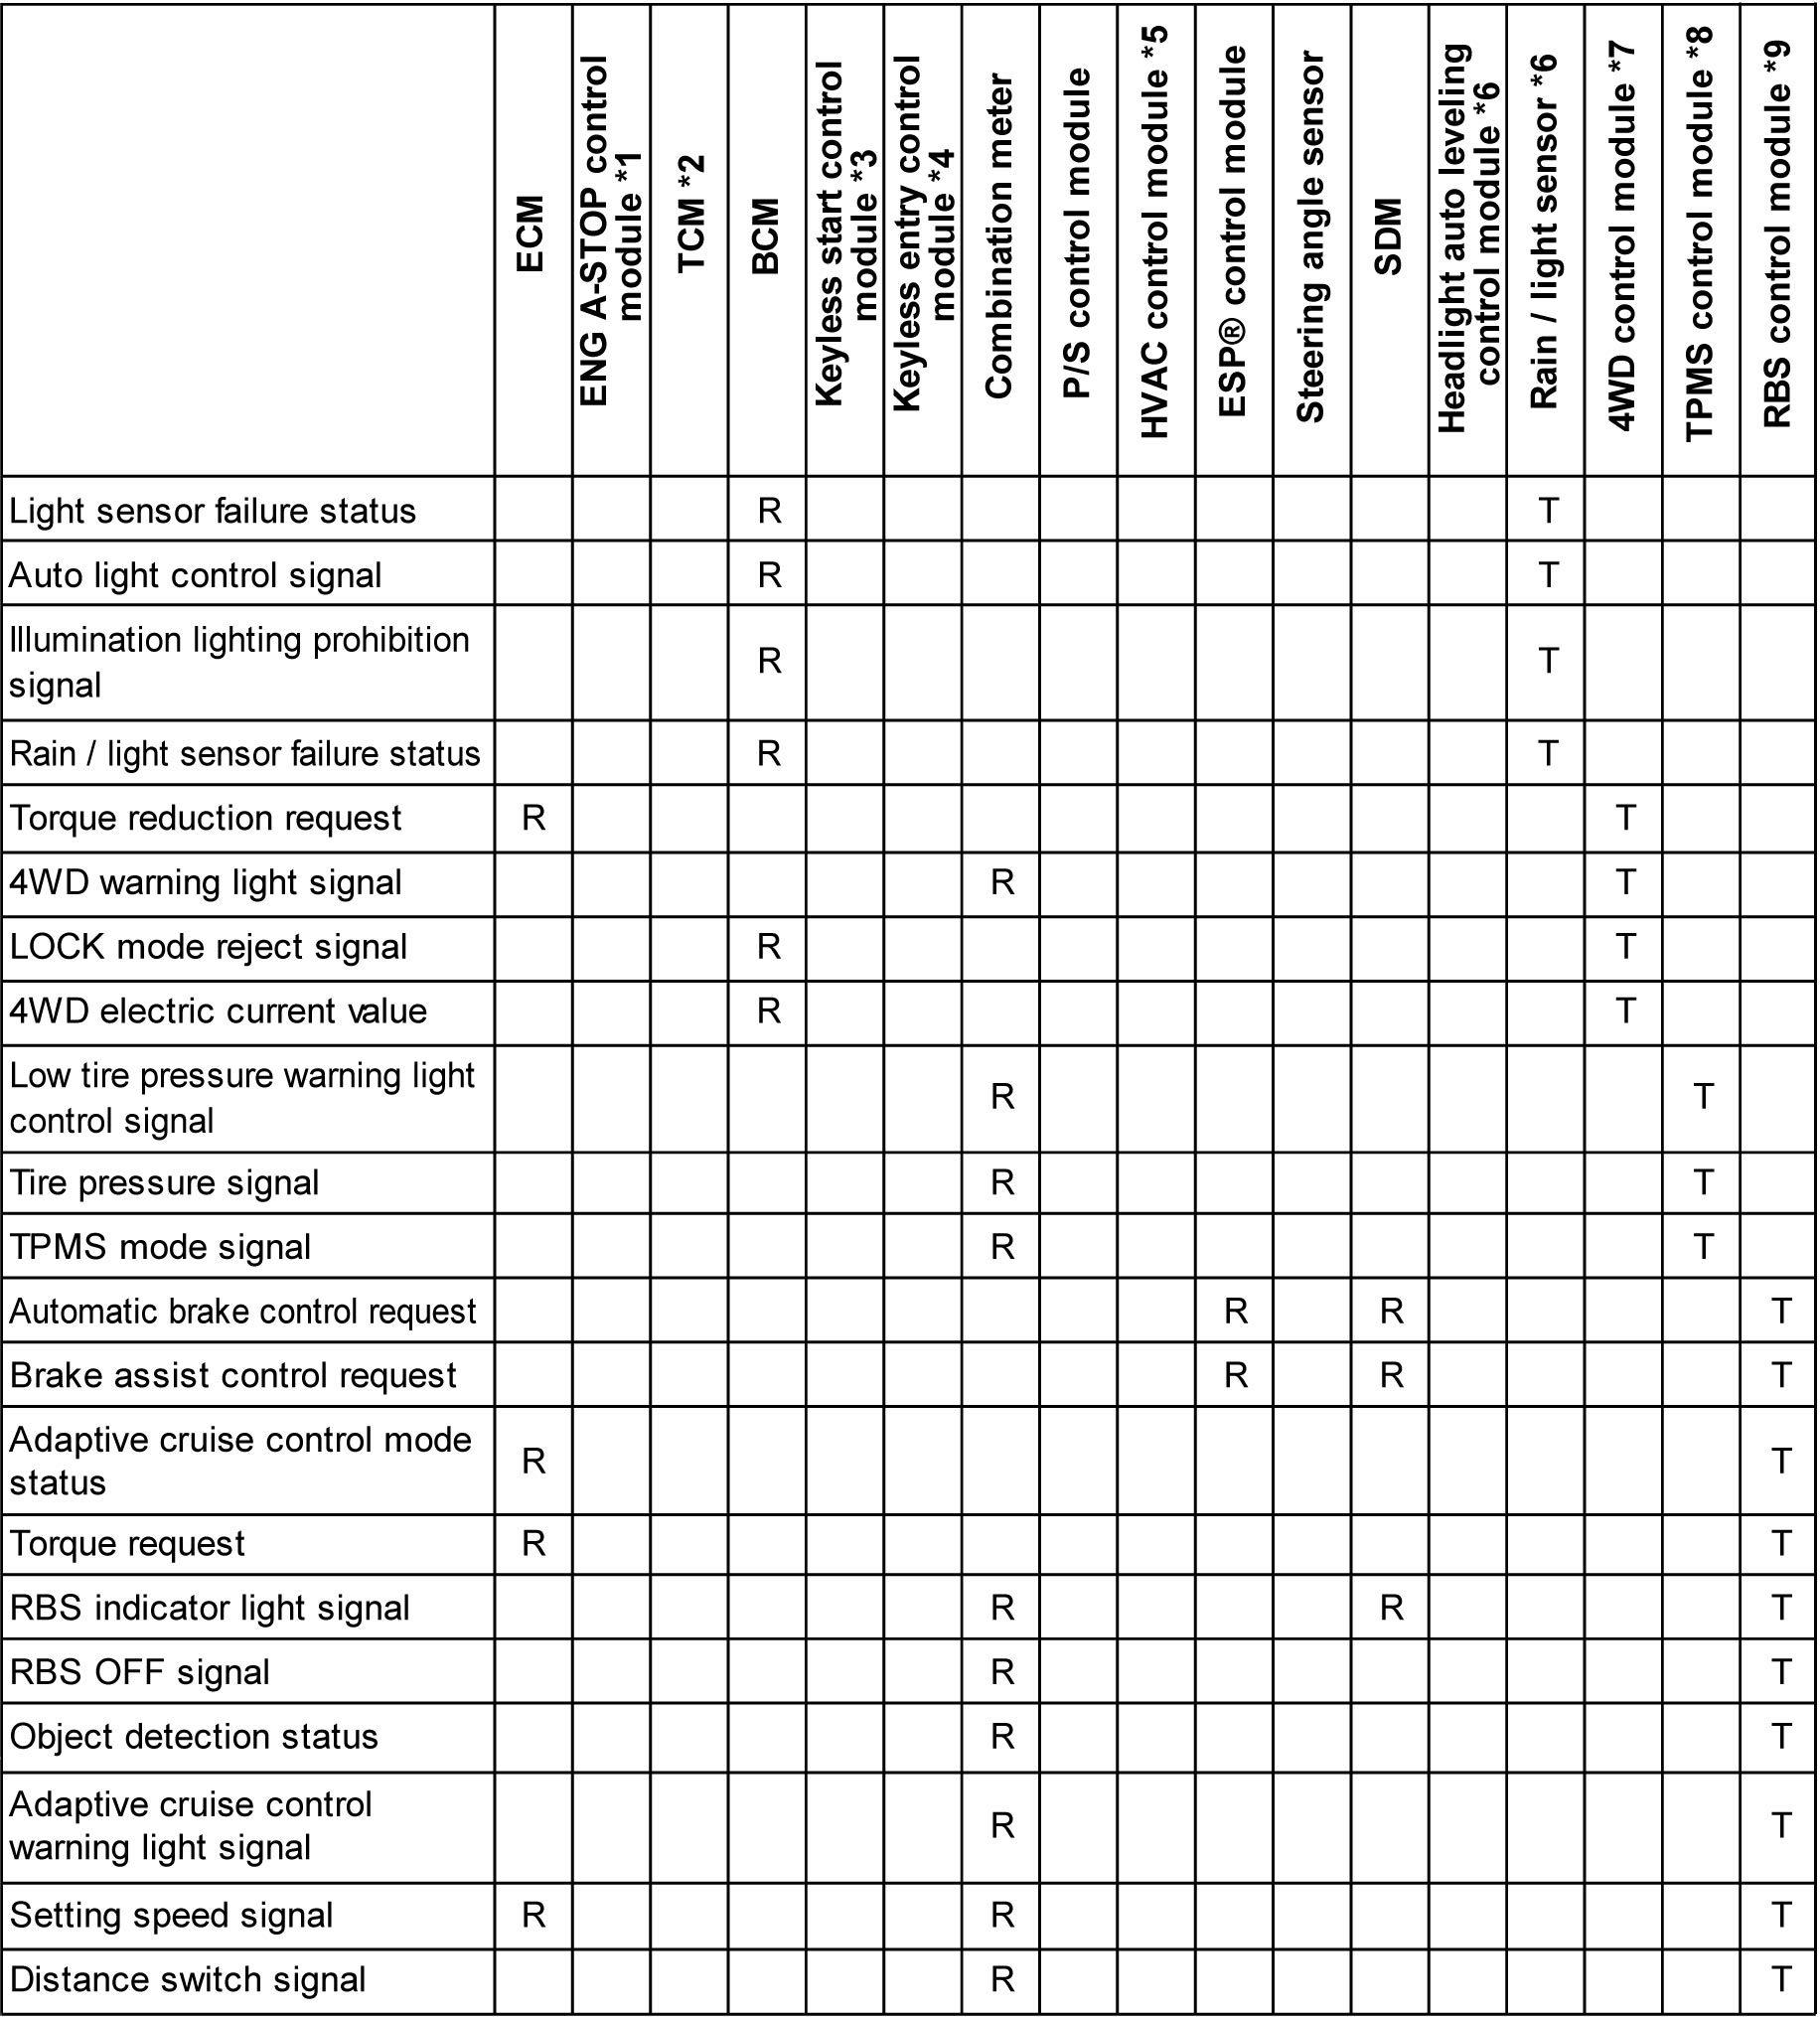 ECM
ENG A-STOP control
module *1
TCM *2
BCM
Keyless start control
module *3
Keyless entry control
module *4
Combination meter
P/S control module
HVAC control module *5
ESP® control module
Steering angle sensor
SDM
Headlight auto leveling
control module *6
Rain / light sensor *6
4WD control module *7
TPMS control module *8
RBS control module *9
Light sensor failure status R T
Auto light control signal R T
Illumination lighting prohibition
signal R T
Rain / light sensor failure status R T
Torque reduction request R T
4WD warning light signal R T
LOCK mode reject signal R T
4WD electric current value R T
Low tire pressure warning light
control signal R T
Tire pressure signal R T
TPMS mode signal R T
Automatic brake control request R R T
Brake assist control request R R T
Adaptive cruise control mode
status R T
Torque request R T
RBS indicator light signal R R T
RBS OFF signal R T
Object detection status R T
Adaptive cruise control
warning light signal R T
Setting speed signal R R T
Distance switch signal R T